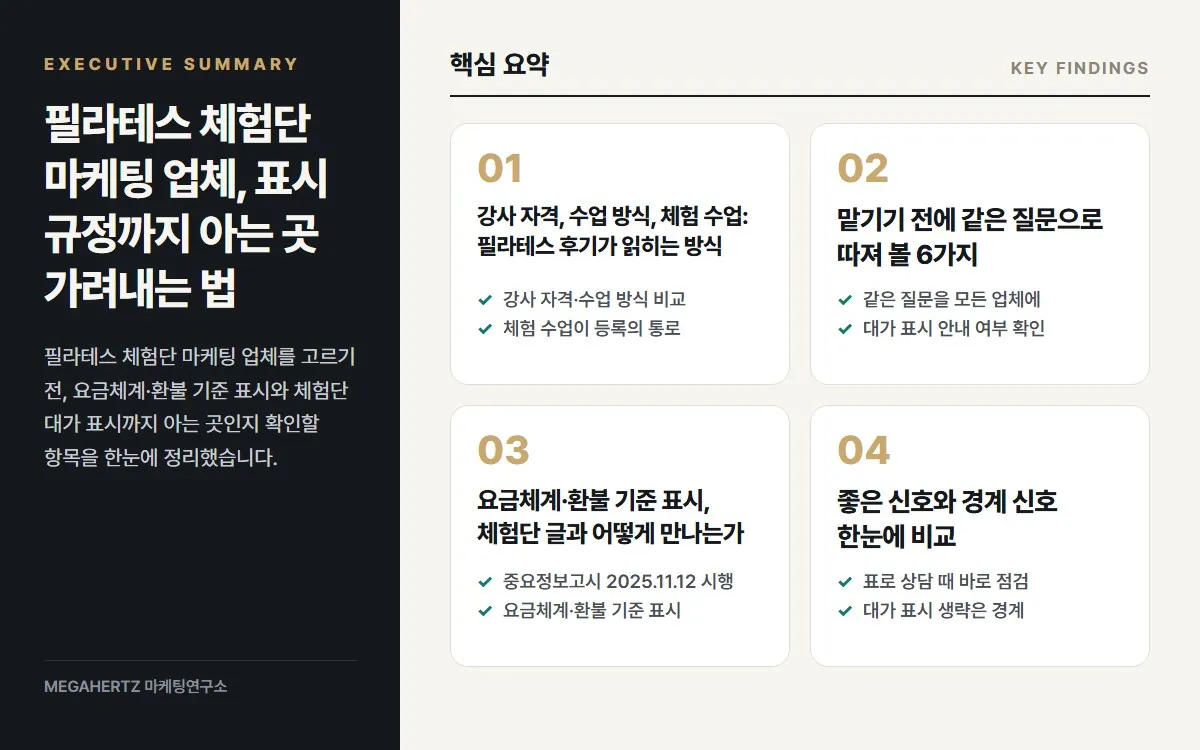 EXECUTIVE SUMMARY
필라테스 체험단
마케팅 업체, 표시
규정까지 아는 곳
가려내는 법
필라테스 체험단 마케팅 업체를 고르기
전, 요금체계·환불 기준 표시와 체험단
대가 표시까지 아는 곳인지 확인할
항목을 한눈에 정리했습니다.
MEGAHERTZ 마케팅연구소
핵심 요약
KEY FINDINGS
01
강사 자격, 수업 방식, 체험 수업:
필라테스 후기가 읽히는 방식
강사 자격·수업 방식 비교
체험 수업이 등록의 통로
02
맡기기 전에 같은 질문으로
따져 볼 6가지
같은 질문을 모든 업체에
대가 표시 안내 여부 확인
03
요금체계·환불 기준 표시,
체험단 글과 어떻게 만나는가
중요정보고시 2025.11.12 시행
요금체계·환불 기준 표시
04
좋은 신호와 경계 신호
한눈에 비교
표로 상담 때 바로 점검
대가 표시 생략은 경계